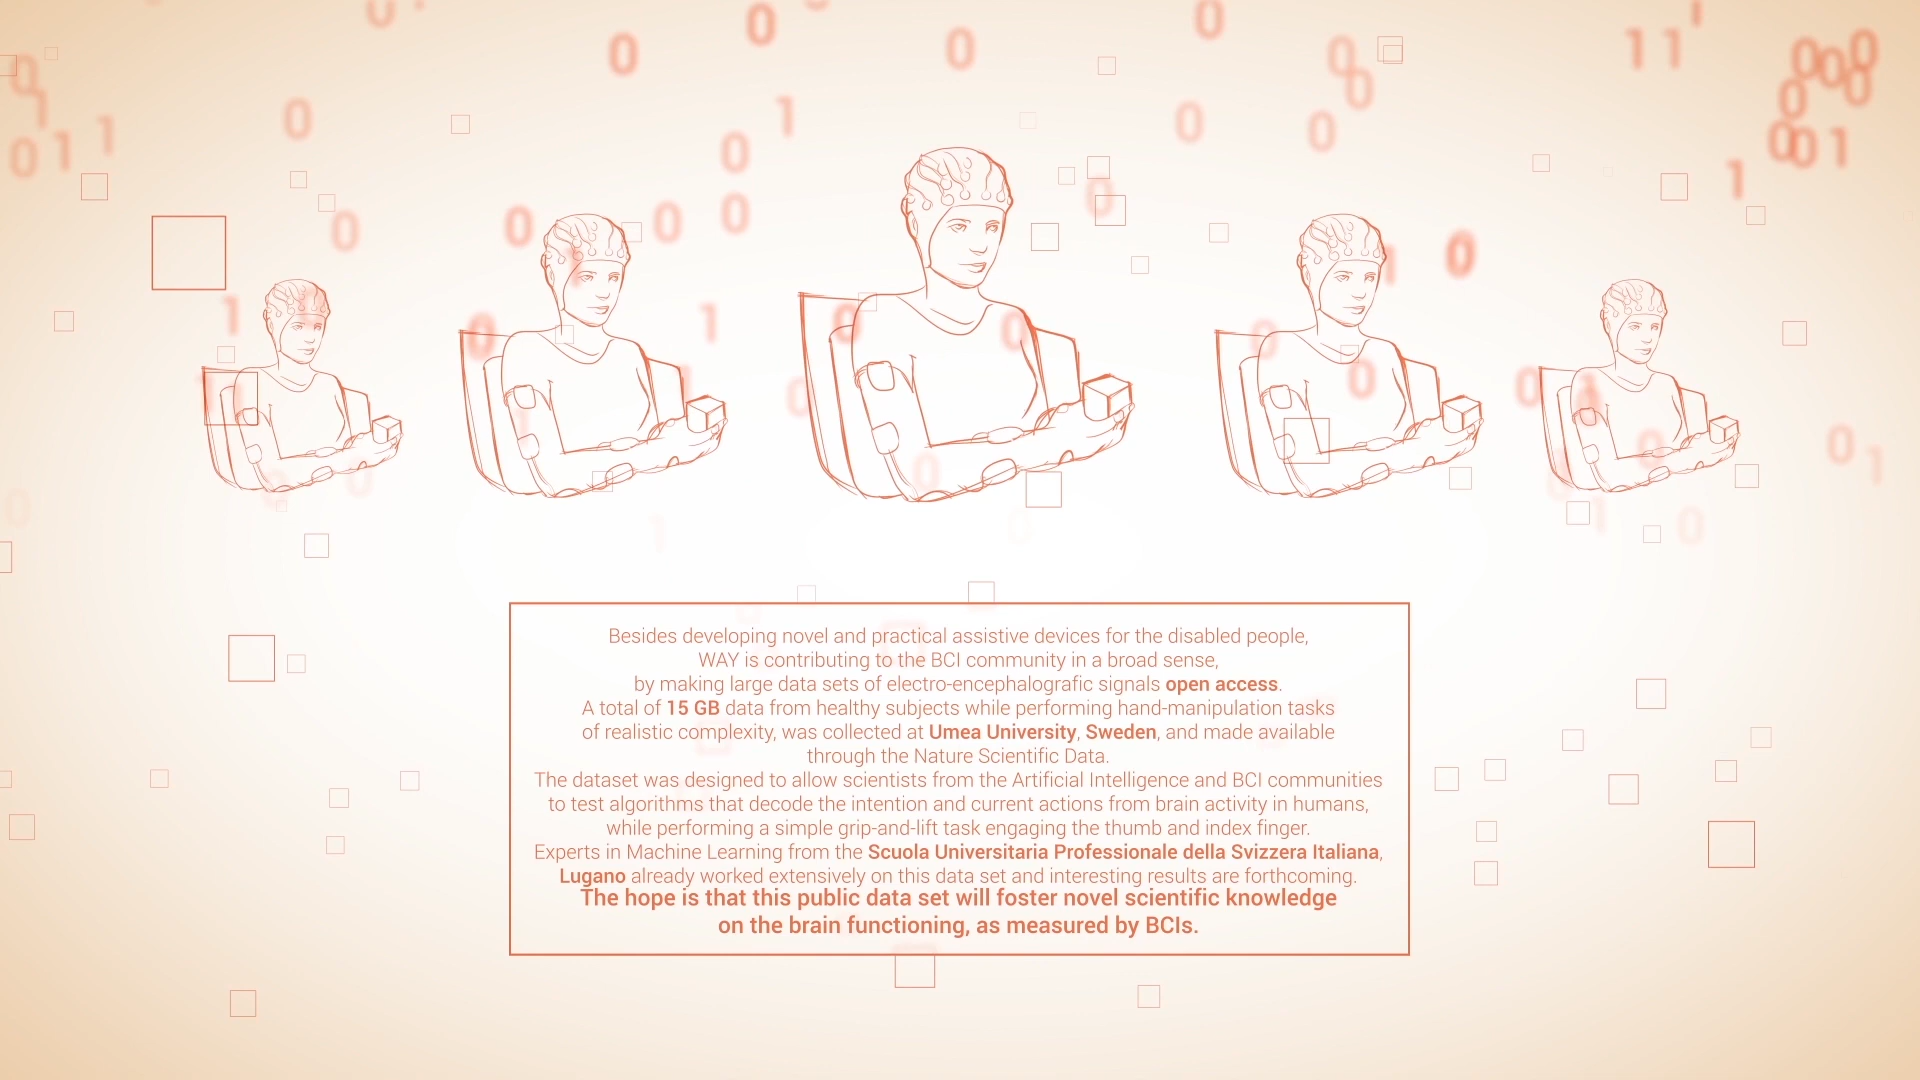 Besides developing novel and practical assistive devices for the disabled people,
WAY is contributing to the BCI community in a broad sense,
by making large data sets of electro-encephalografic signals open access.
A total of 15 GB data from healthy subjects while performing hand-manipulation tasks
of realistic complexity, was collected at Umea University, Sweden, and made available
through the Nature Scientific Data.
The dataset was designed to allow scientists from the Artificial Intelligence and BCI communities
to test algorithms that decode the intention and current actions from brain activity in humans,
while performing a simple grip-and-lift task engaging the thumb and index finger.
Experts in Machine Learning from the Scuola Universitaria Professionale della Svizzera Italiana,
Lugano already worked extensively on this data set and interesting results are forthcoming.
The hope is that this public data set will foster novel scientific knowledge
on the brain functioning, as measured by BCIs.